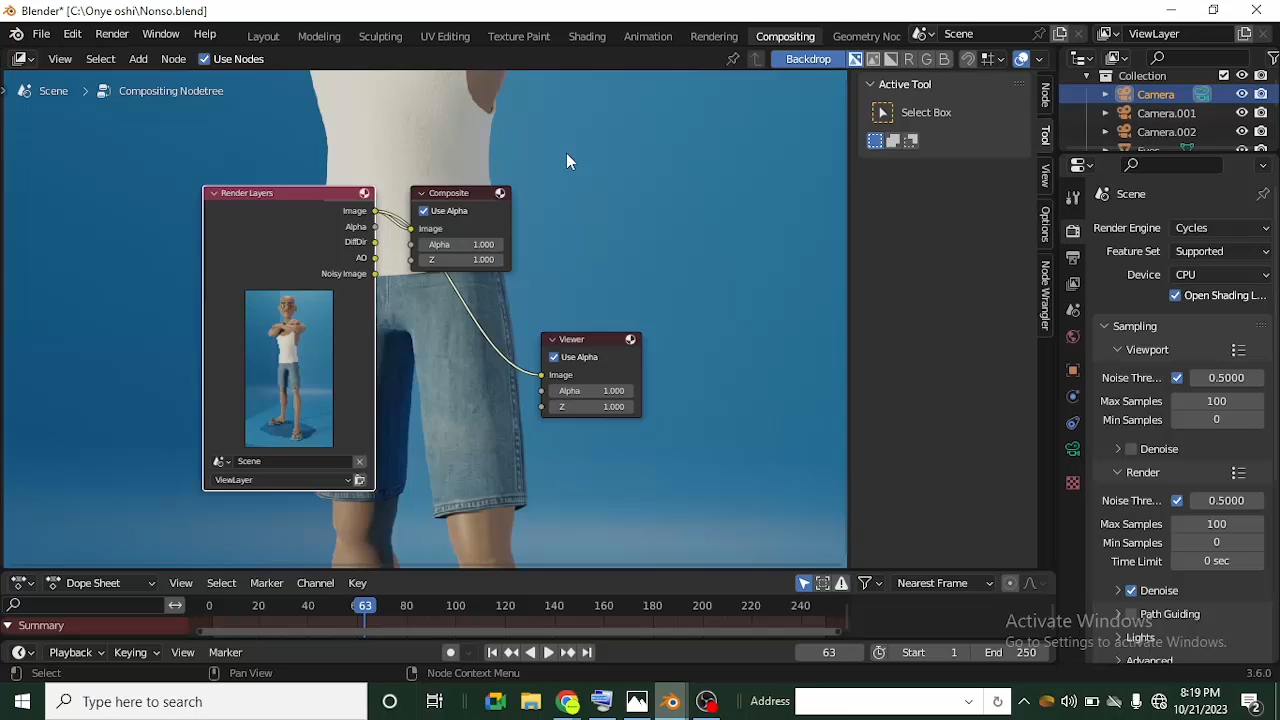 Blender* [C:\Onye oshi\Nonso.blend]
File Edit Render Window Help Layout Modeling Sculpting UV Editing Texture Paint Shading Animation Rendering Compositing Geometry Noc Scene ViewLayer
View Select Add Node Use Nodes Backdrop R G B
Scene > Compositing Nodetree
Active Tool
Select Box
Node
Tool
View
Options
Node Wrangler
Collection
Camera
Camera.001
Camera.002
Render Layers
Image
Alpha
DiffDir
AO
Noisy Image
Scene
ViewLayer
Composite
Use Alpha
Image
Alpha 1.000
Z 1.000
Viewer
Use Alpha
Image
Alpha 1.000
Z 1.000
Scene
Render Engine Cycles
Feature Set Supported
Device CPU
Open Shading L...
Sampling
Viewport
Noise Thre... 0.5000
Max Samples 100
Min Samples 0
Denoise
Render
Noise Thre... 0.5000
Max Samples 100
Min Samples 0
Time Limit 0 sec
Denoise
Path Guiding
Lights
Advanced
Dope Sheet View Select Marker Channel Key Nearest Frame
0 20 40 63 80 100 120 140 160 180 200 220 240
Summary
Playback Keying View Marker 63 Start 1 End 250
Select Pan View Node Context Menu 3.6.0
Activate Windows
Go to Settings to activate Windows.
Type here to search Address 8:19 PM
10/21/2023 2